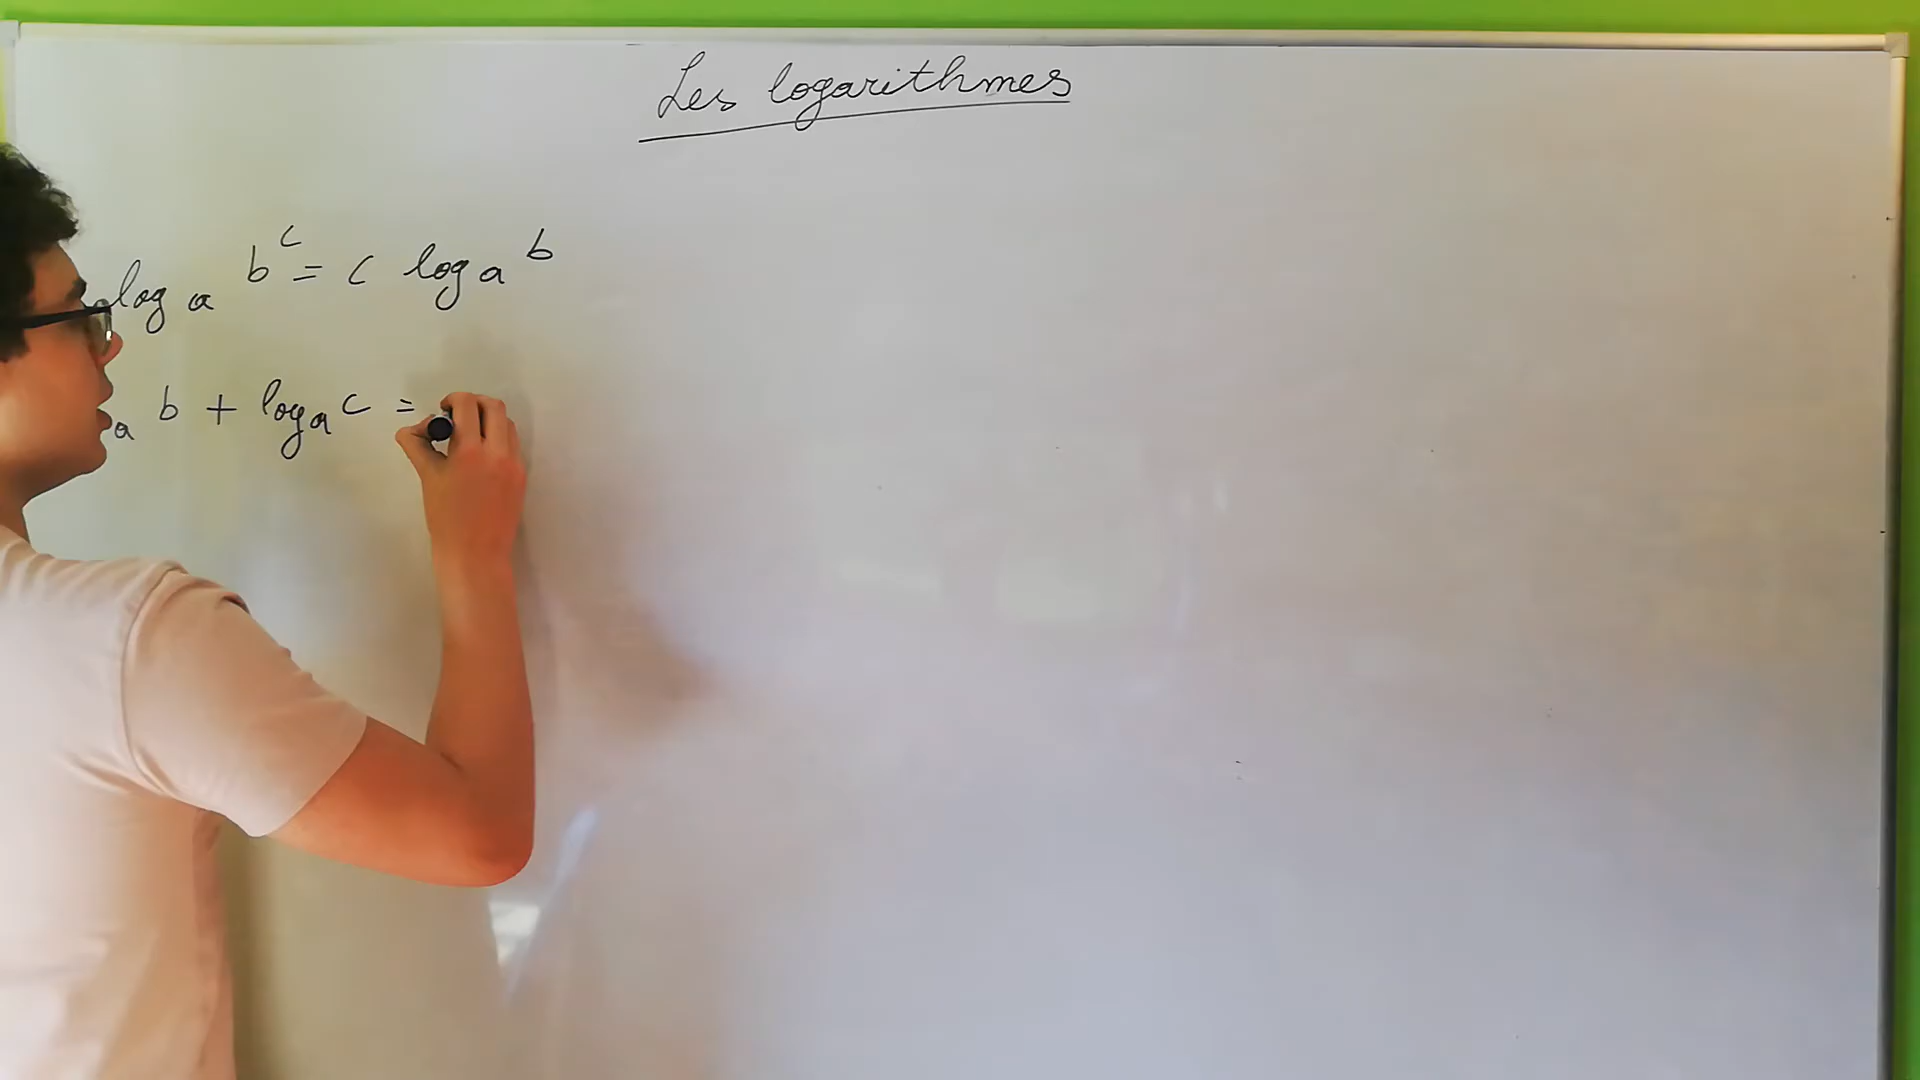 Les logarithmes
log a b^c = c log a b
a b + log a c =